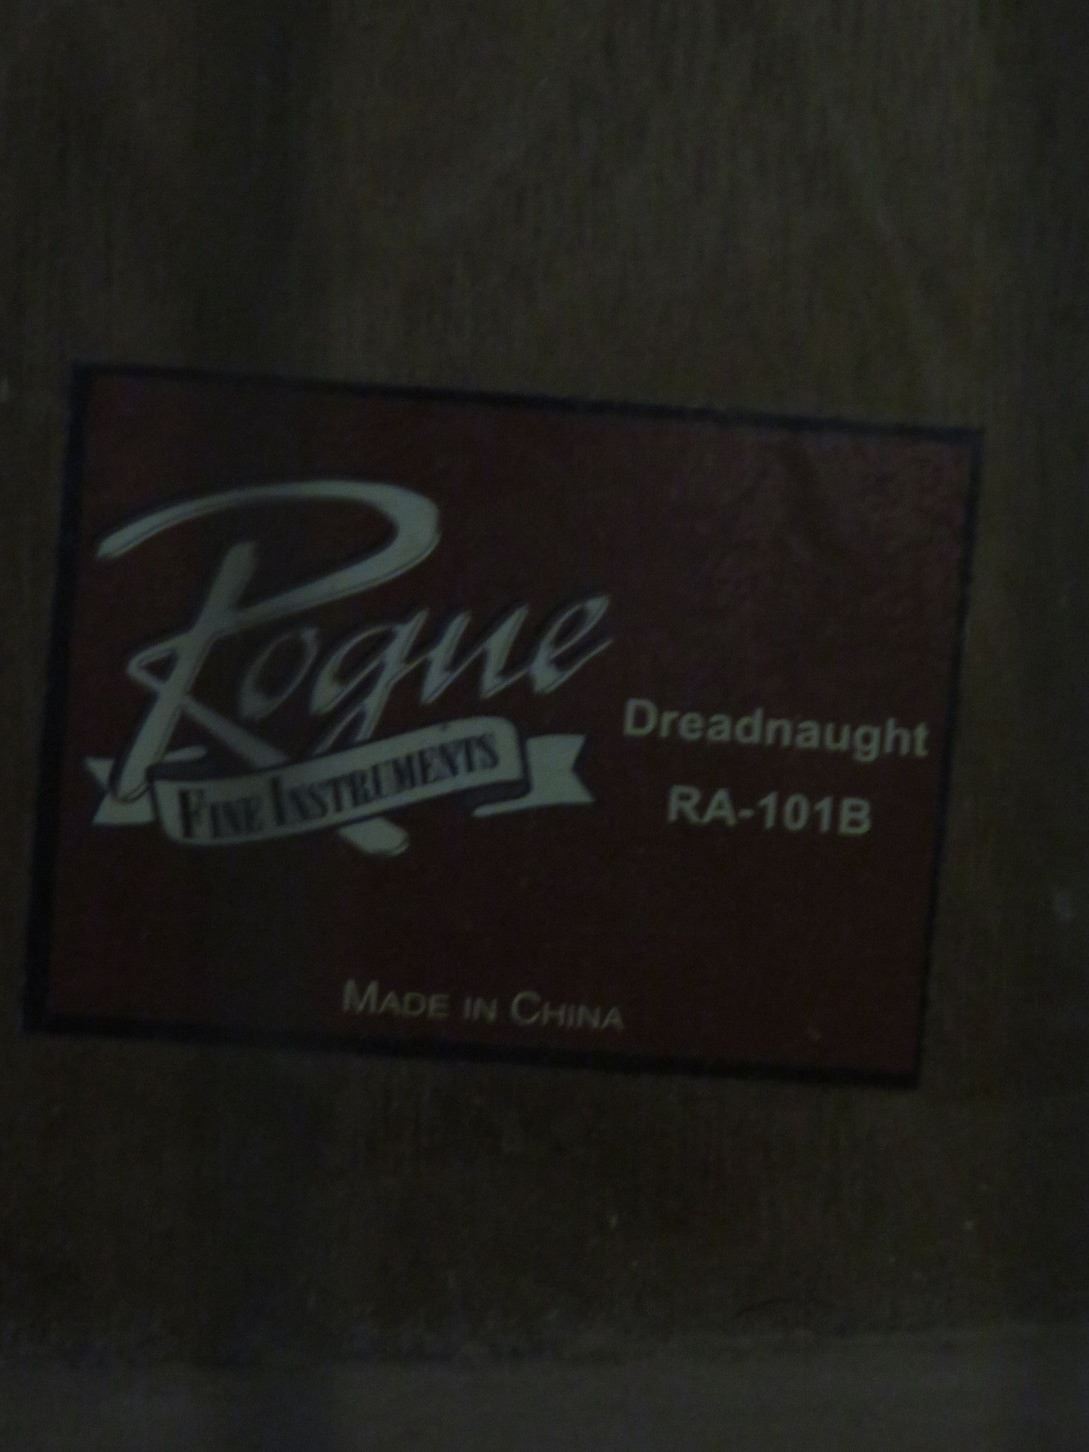 Rogue
FINE INSTRUMENTS
Dreadnaught
RA-101B
MADE IN CHINA